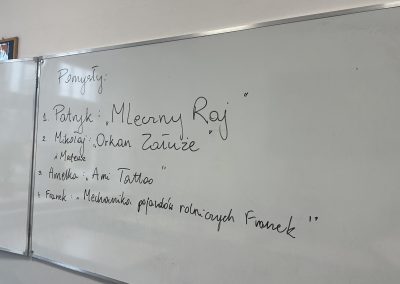 Pomysły:
1. Patryk: „Mleczny Raj"
2. Mikołaj: „Orkan Załuże"
„Mateusz
3. Amelka: „Ami Tattoo"
4. Franek: „Mechanika pojazdów rolniczych Franek"